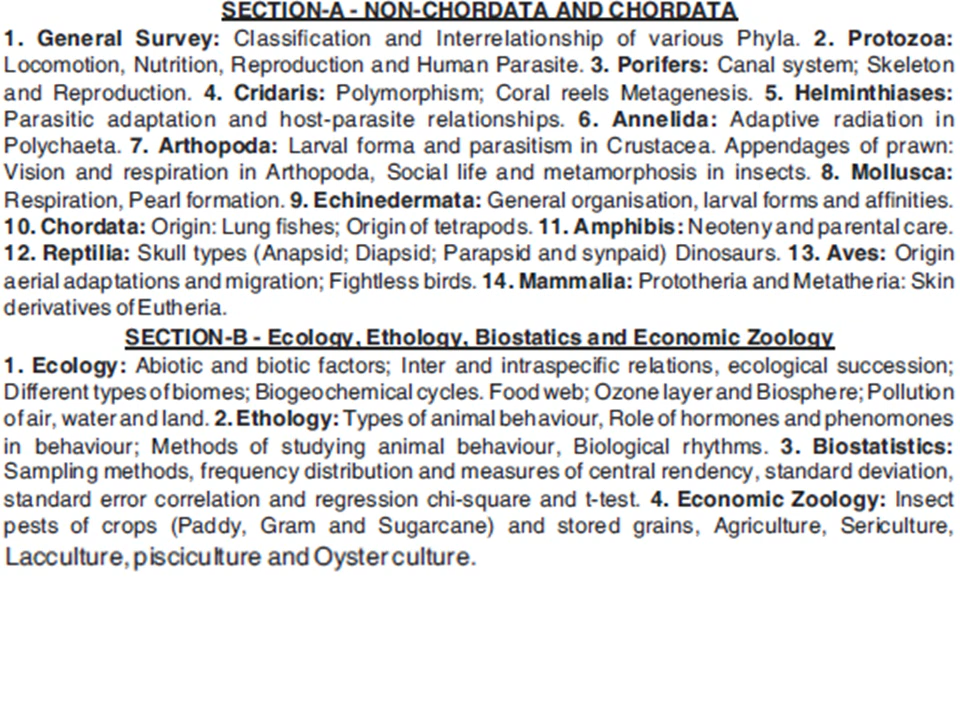 SECTION-A - NON-CHORDATA AND CHORDATA
1. General Survey: Classification and Interrelationship of various Phyla. 2. Protozoa:
Locomotion, Nutrition, Reproduction and Human Parasite. 3. Porifers: Canal system; Skeleton
and Reproduction. 4. Cridaris: Polymorphism; Coral reels Metagenesis. 5. Helminthiases:
Parasitic adaptation and host-parasite relationships. 6. Annelida: Adaptive radiation in
Polychaeta. 7. Arthopoda: Larval forma and parasitism in Crustacea. Appendages of prawn:
Vision and respiration in Arthopoda, Social life and metamorphosis in insects. 8. Mollusca:
Respiration, Pearl formation. 9. Echinedermata: General organisation, larval forms and affinities.
10. Chordata: Origin: Lung fishes; Origin of tetrapods. 11. Amphibis: Neoteny and parental care.
12. Reptilia: Skull types (Anapsid; Diapsid; Parapsid and synpaid) Dinosaurs. 13. Aves: Origin
aerial adaptations and migration; Fightless birds. 14. Mammalia: Prototheria and Metatheria: Skin
derivatives of Eutheria.
SECTION-B - Ecology, Ethology, Biostatics and Economic Zoology
1. Ecology: Abiotic and biotic factors; Inter and intraspecific relations, ecological succession;
Different types of biomes; Biogeochemical cycles. Food web; Ozone layer and Biosphere; Pollution
of air, water and land. 2. Ethology: Types of animal behaviour, Role of hormones and phenomones
in behaviour; Methods of studying animal behaviour, Biological rhythms. 3. Biostatistics:
Sampling methods, frequency distribution and measures of central rendency, standard deviation,
standard error correlation and regression chi-square and t-test. 4. Economic Zoology: Insect
pests of crops (Paddy, Gram and Sugarcane) and stored grains, Agriculture, Sericulture,
Lacculture, pisciculture and Oyster culture.